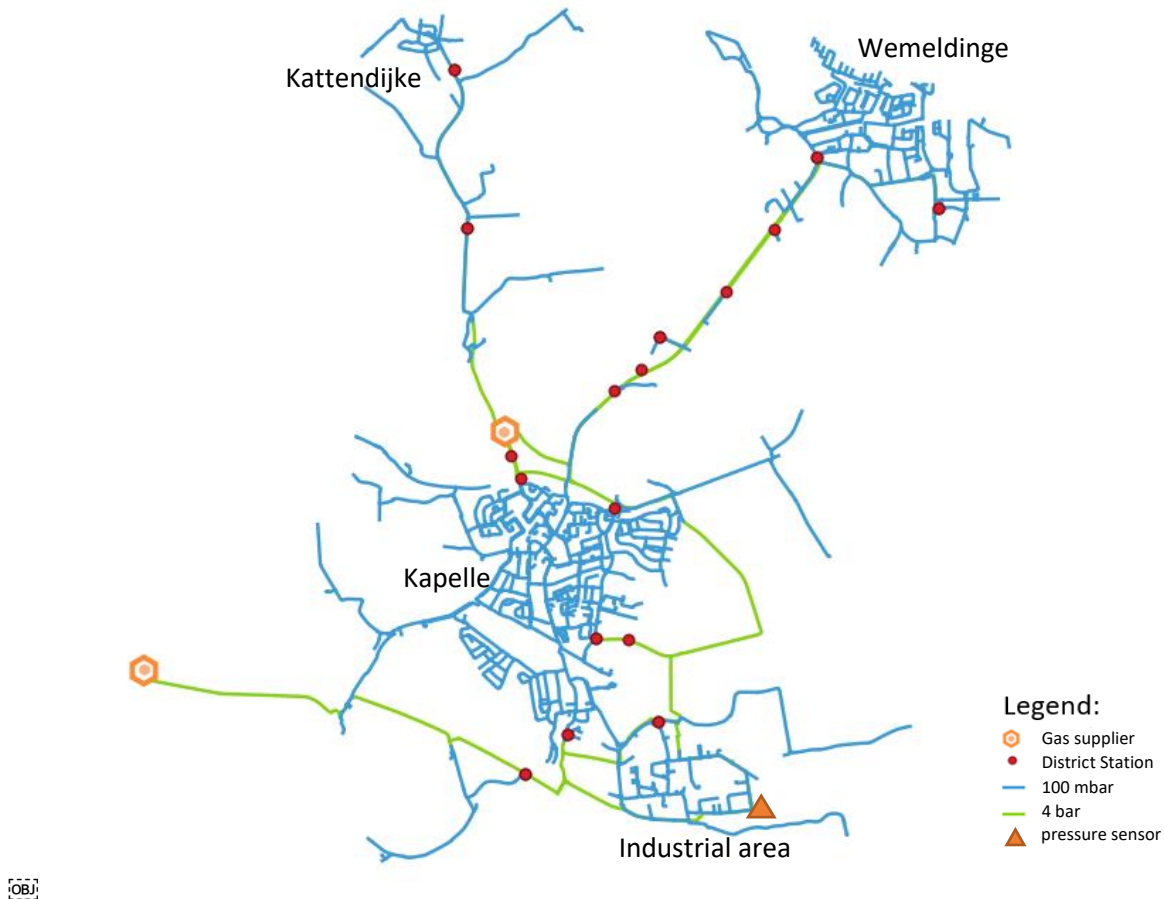 Wemeldinge
Kattendijke
Kapelle
Legend:
Gas supplier
District Station
100 mbar
4 bar
pressure sensor
Industrial area
OBJ